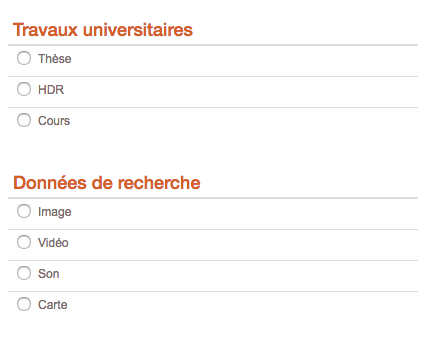 Travaux universitaires
Thèse
HDR
Cours
Données de recherche
Image
Vidéo
Son
Carte